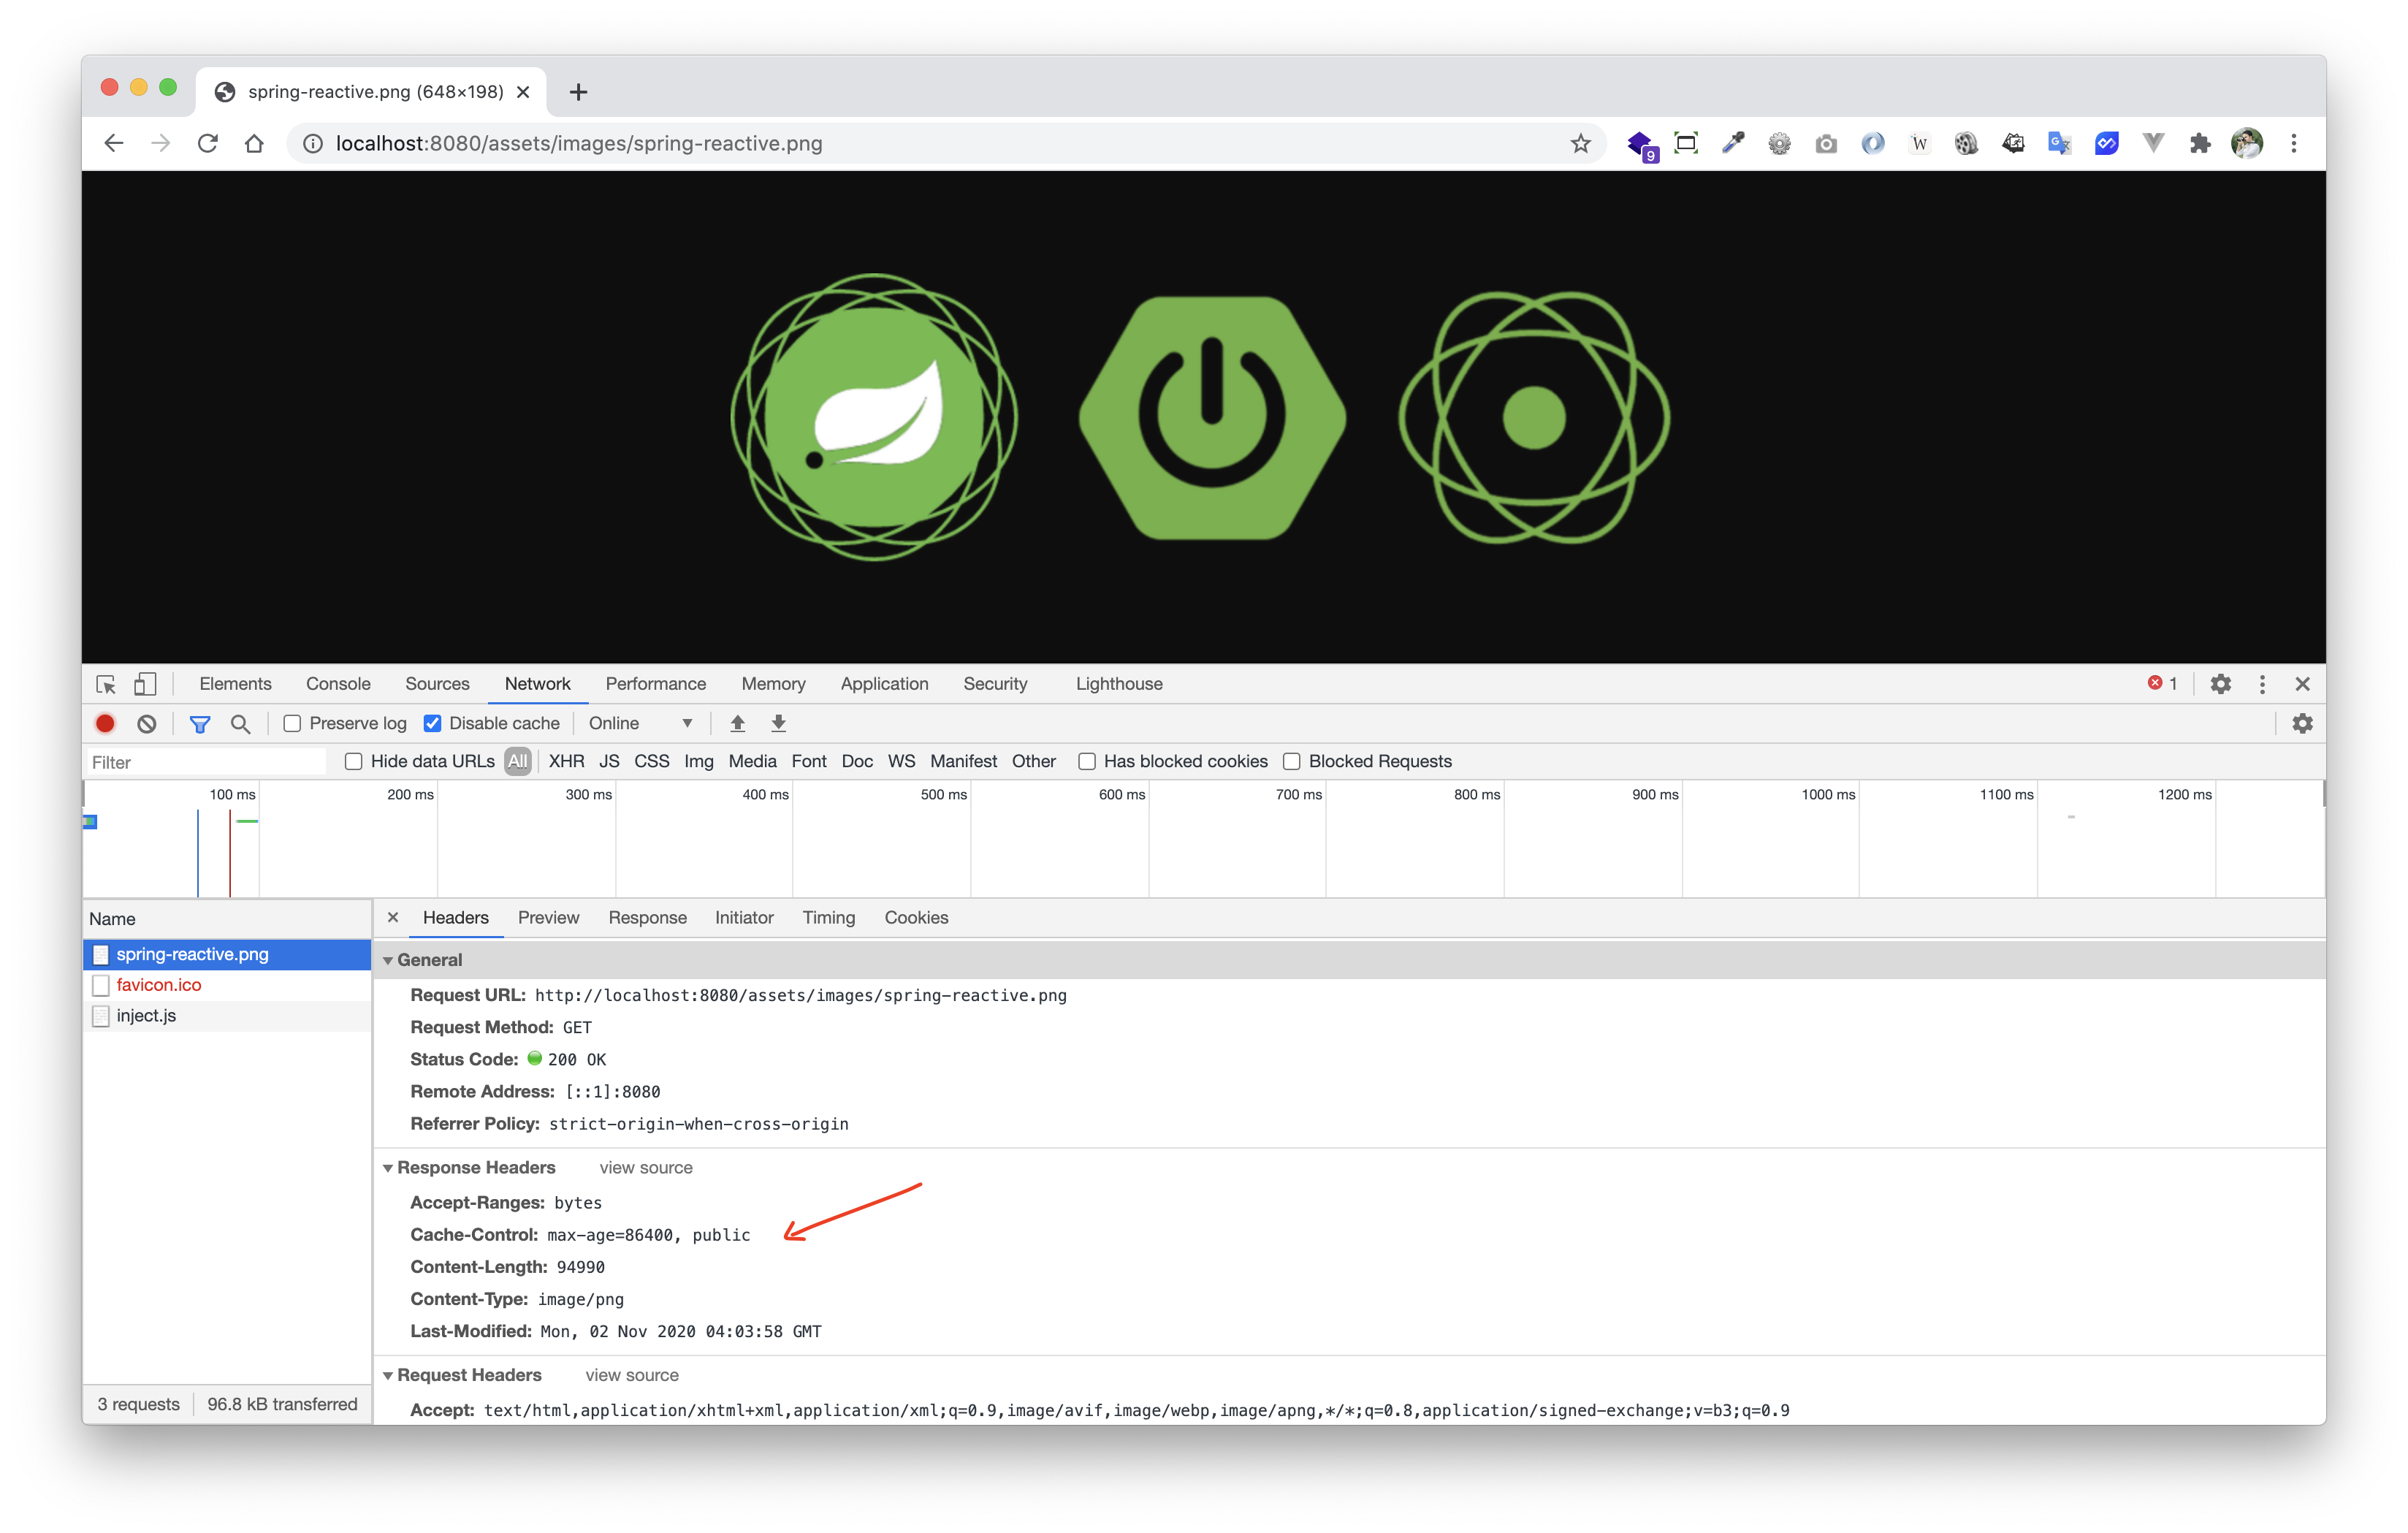 spring-reactive.png (648×198)
localhost:8080/assets/images/spring-reactive.png
9
W
Elements Console Sources Network Performance Memory Application Security Lighthouse 1
Preserve log Disable cache Online
Filter Hide data URLs All XHR JS CSS Img Media Font Doc WS Manifest Other Has blocked cookies Blocked Requests
100 ms 200 ms 300 ms 400 ms 500 ms 600 ms 700 ms 800 ms 900 ms 1000 ms 1100 ms 1200 ms
Name
spring-reactive.png
favicon.ico
inject.js
3 requests 96.8 kB transferred
Headers Preview Response Initiator Timing Cookies
General
Request URL: http://localhost:8080/assets/images/spring-reactive.png
Request Method: GET
Status Code: 200 OK
Remote Address: [::1]:8080
Referrer Policy: strict-origin-when-cross-origin
Response Headers view source
Accept-Ranges: bytes
Cache-Control: max-age=86400, public
Content-Length: 94990
Content-Type: image/png
Last-Modified: Mon, 02 Nov 2020 04:03:58 GMT
Request Headers view source
Accept: text/html,application/xhtml+xml,application/xml;q=0.9,image/avif,image/webp,image/apng,*/*;q=0.8,application/signed-exchange;v=b3;q=0.9